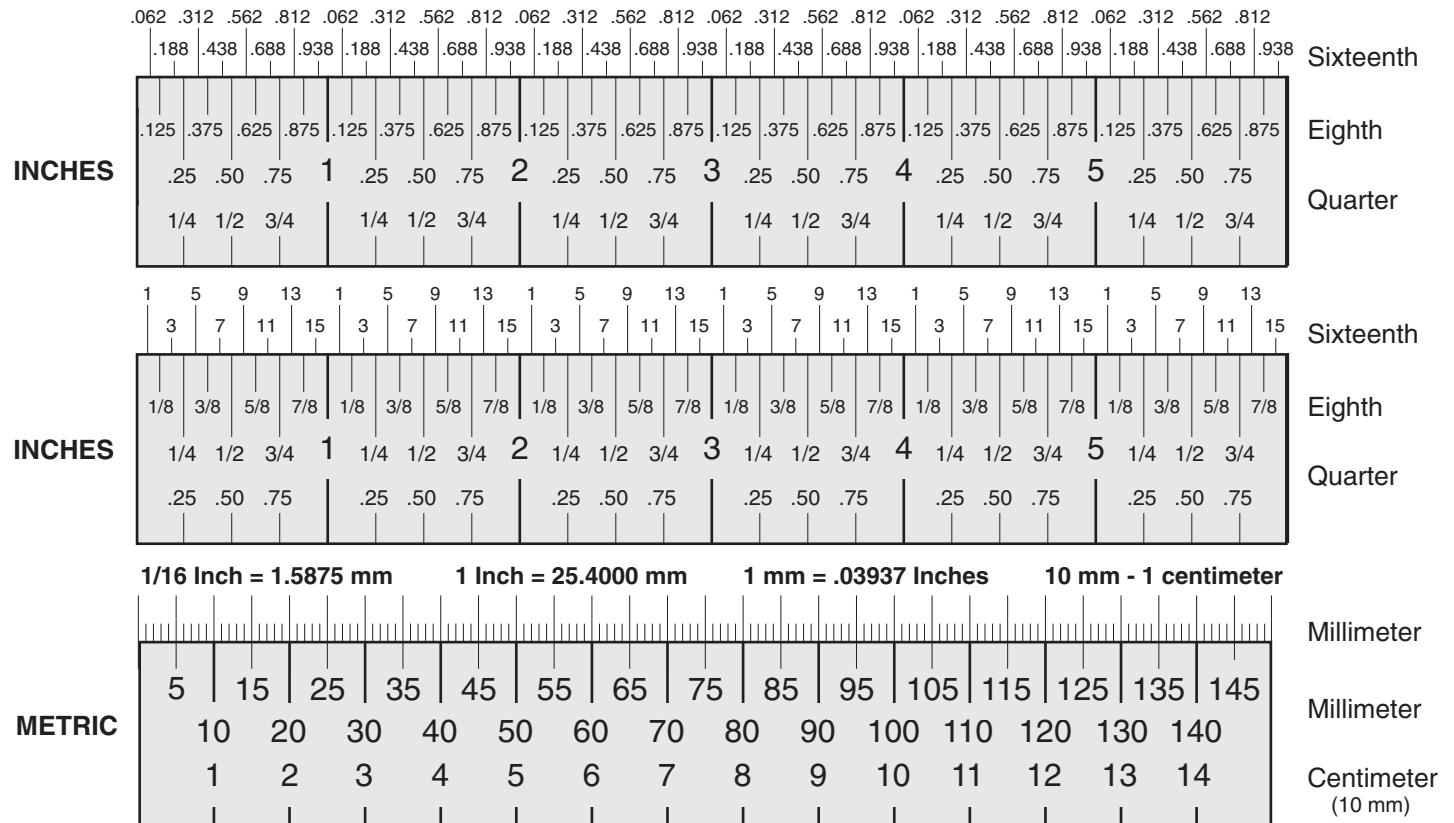 .062 .312 .562 .812 .062 .312 .562 .812 .062 .312 .562 .812 .062 .312 .562 .812 .062 .312 .562 .812 .062 .312 .562 .812
.188 .438 .688 .938 .188 .438 .688 .938 .188 .438 .688 .938 .188 .438 .688 .938 .188 .438 .688 .938 .188 .438 .688 .938
Sixteenth
.125 .375 .625 .875 .125 .375 .625 .875 .125 .375 .625 .875 .125 .375 .625 .875 .125 .375 .625 .875 .125 .375 .625 .875 Eighth
INCHES .25 .50 .75 1 .25 .50 .75 2 .25 .50 .75 3 .25 .50 .75 4 .25 .50 .75 5 .25 .50 .75
Quarter
1/4 1/2 3/4 1/4 1/2 3/4 1/4 1/2 3/4 1/4 1/2 3/4 1/4 1/2 3/4 1/4 1/2 3/4
1 5 9 13 1 5 9 13 1 5 9 13 1 5 9 13 1 5 9 13 1 5 9 13
3 7 11 15 3 7 11 15 3 7 11 15 3 7 11 15 3 7 11 15 3 7 11 15 Sixteenth
1/8 3/8 5/8 7/8 1/8 3/8 5/8 7/8 1/8 3/8 5/8 7/8 1/8 3/8 5/8 7/8 1/8 3/8 5/8 7/8 1/8 3/8 5/8 7/8 Eighth
INCHES 1/4 1/2 3/4 1 1/4 1/2 3/4 2 1/4 1/2 3/4 3 1/4 1/2 3/4 4 1/4 1/2 3/4 5 1/4 1/2 3/4
Quarter
.25 .50 .75 .25 .50 .75 .25 .50 .75 .25 .50 .75 .25 .50 .75 .25 .50 .75
1/16 Inch = 1.5875 mm 1 Inch = 25.4000 mm 1 mm = .03937 Inches 10 mm - 1 centimeter
Millimeter
5 15 25 35 45 55 65 75 85 95 105 115 125 135 145
Millimeter
METRIC 10 20 30 40 50 60 70 80 90 100 110 120 130 140
1 2 3 4 5 6 7 8 9 10 11 12 13 14 Centimeter
(10 mm)